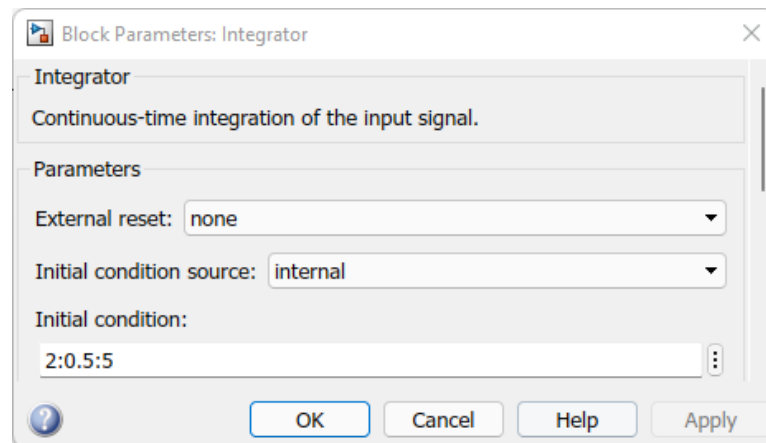 Block Parameters: Integrator
Integrator
Continuous-time integration of the input signal.
Parameters
External reset: none
Initial condition source: internal
Initial condition:
2:0.5:5
OK Cancel Help Apply